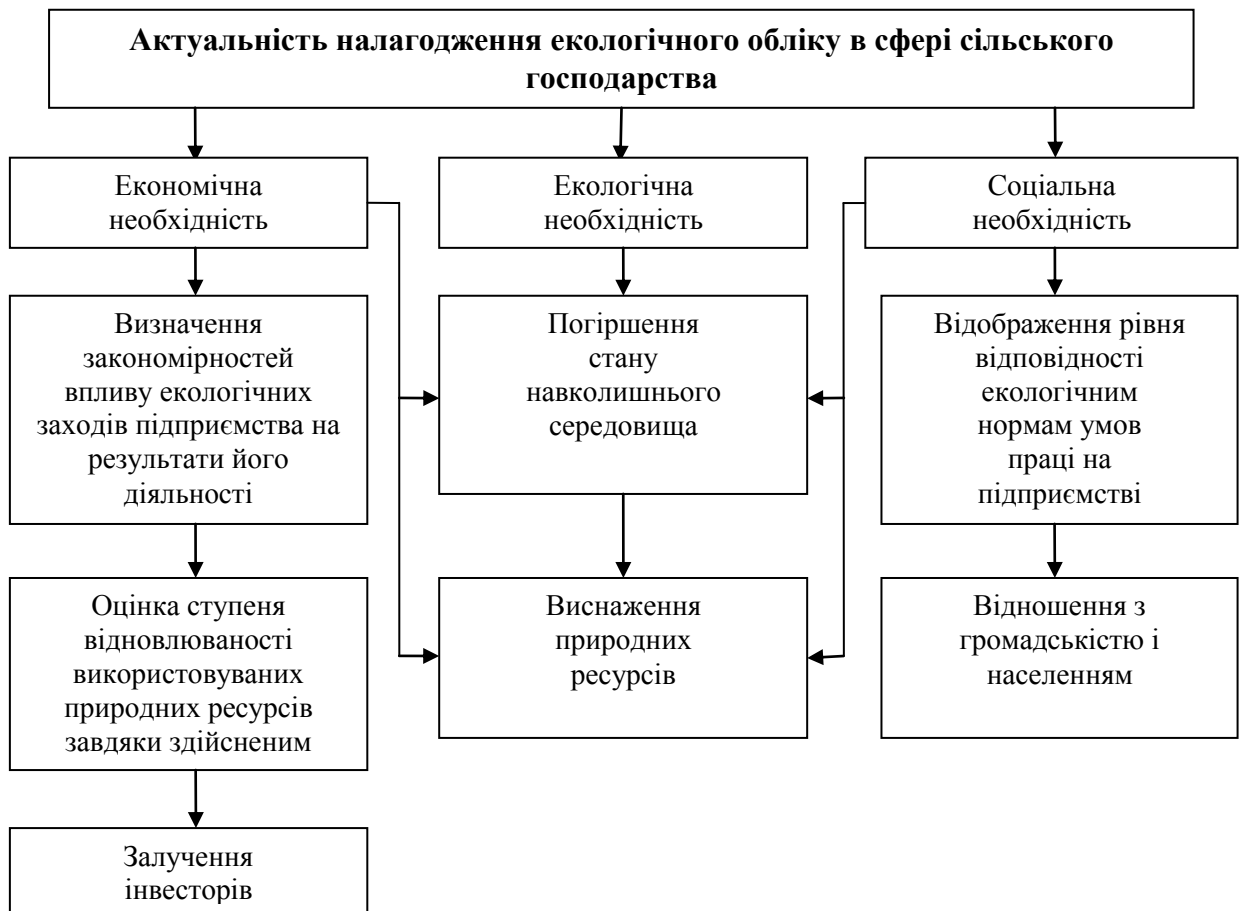 Актуальність налагодження екологічного обліку в сфері сільського
господарства
Економічна
необхідність
Екологічна
необхідність
Соціальна
необхідність
Визначення
закономірностей
впливу екологічних
заходів підприємства на
результати його
діяльності
Погіршення
стану
навколишнього
середовища
Відображення рівня
відповідності
екологічним
нормам умов
праці на
підприємстві
Оцінка ступеня
відновлюваності
використовуваних
природних ресурсів
завдяки здійсненим
Виснаження
природних
ресурсів
Відношення з
громадськістю і
населенням
Залучення
інвесторів